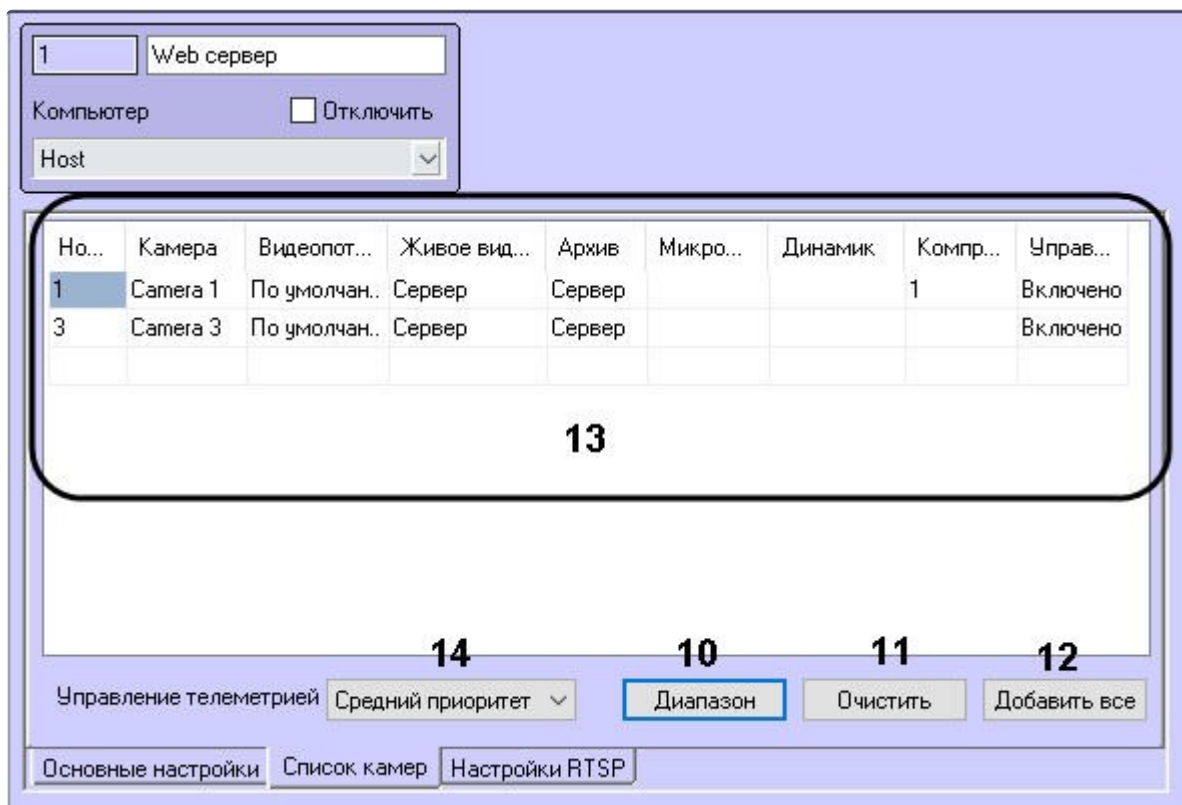 1 Web сервер
Компьютер Отключить
Host
Но... Камера Видеопот... Живое вид... Архив Микро... Динамик Компр... Управ...
1 Camera 1 По умолчан.. Сервер Сервер 1 Включено
3 Camera 3 По умолчан.. Сервер Сервер Включено
13
14 10 11 12
Управление телеметрией Средний приоритет Диапазон Очистить Добавить все
Основные настройки Список камер Настройки RTSP